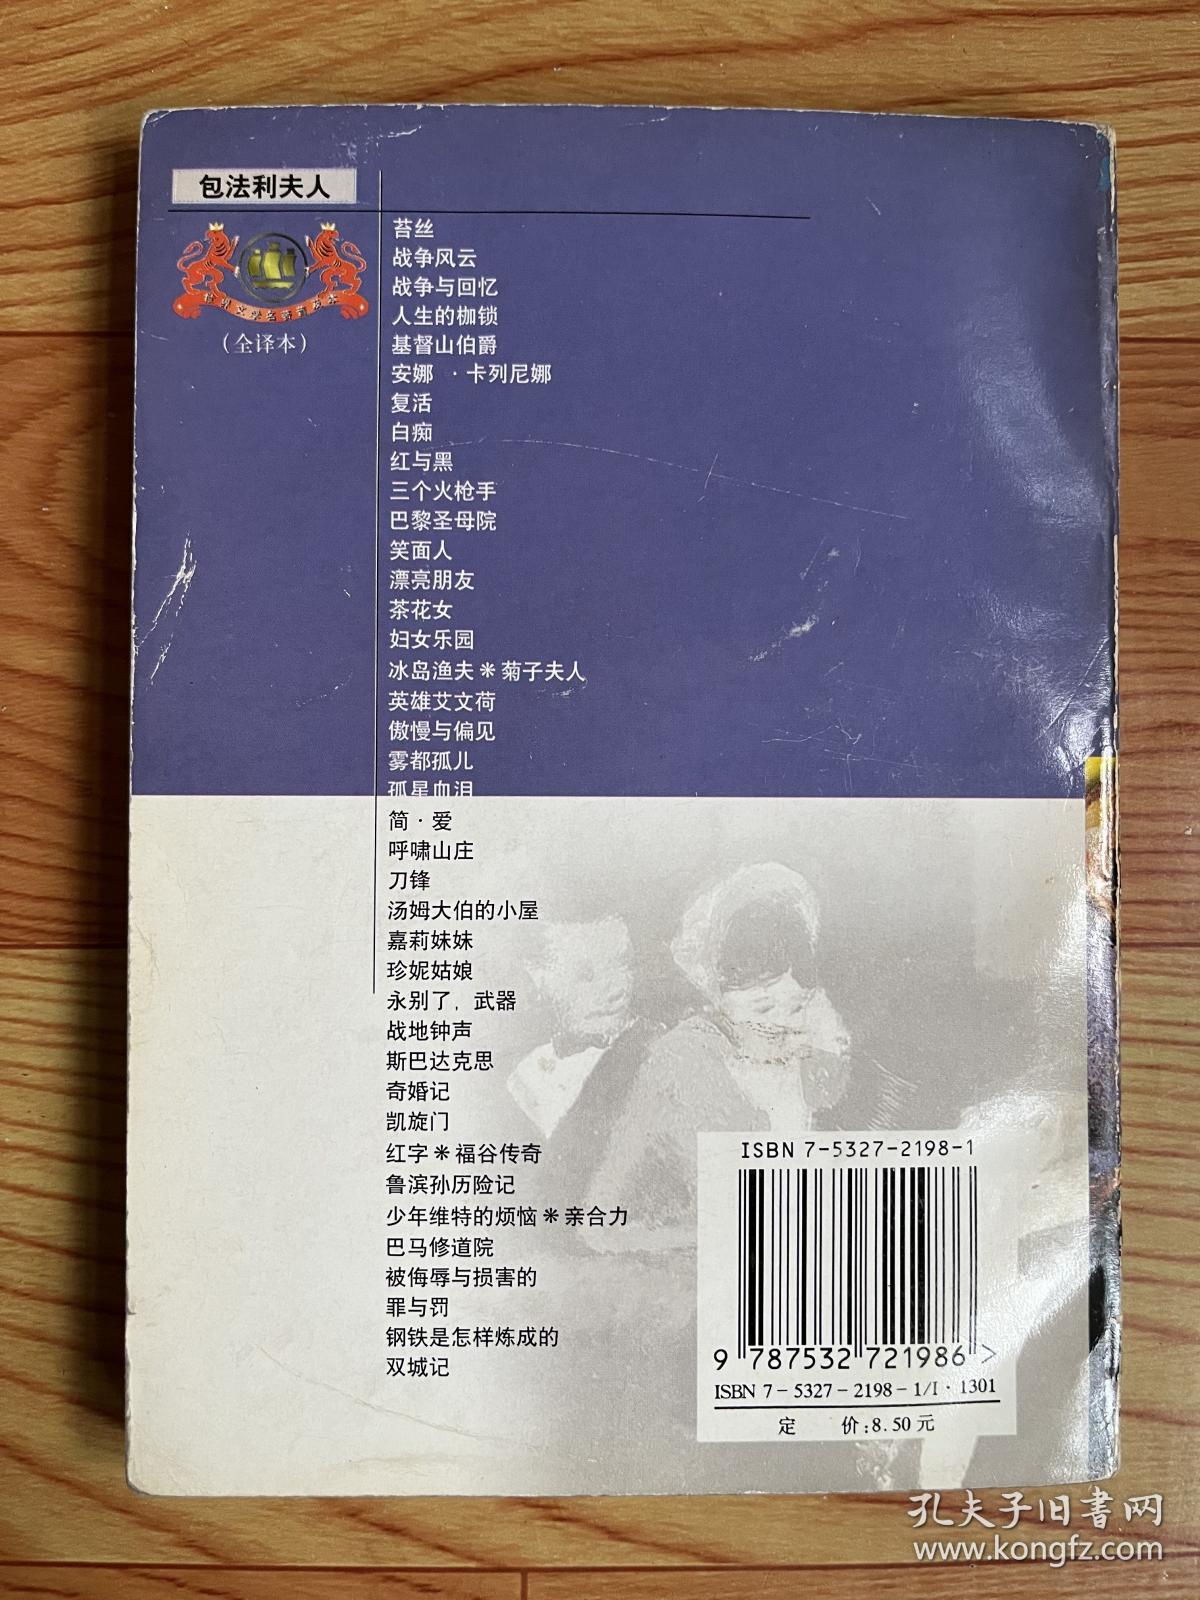 包法利夫人
世界文学名著普及本
(全译本)
苔丝
战争风云
战争与回忆
人生的枷锁
基督山伯爵
安娜 · 卡列尼娜
复活
白痴
红与黑
三个火枪手
巴黎圣母院
笑面人
漂亮朋友
茶花女
妇女乐园
冰岛渔夫＊菊子夫人
英雄艾文荷
傲慢与偏见
雾都孤儿
孤星血泪
简·爱
呼啸山庄
刀锋
汤姆大伯的小屋
嘉莉妹妹
珍妮姑娘
永别了，武器
战地钟声
斯巴达克思
奇婚记
凯旋门
红字＊福谷传奇
鲁滨孙历险记
少年维特的烦恼＊亲合力
巴马修道院
被侮辱与损害的
罪与罚
钢铁是怎样炼成的
双城记
ISBN 7-5327-2198-1
9 787532 721986 >
ISBN 7-5327-2198-1/I·1301
定 价:8.50元
孔夫子旧書网
www.kongfz.com